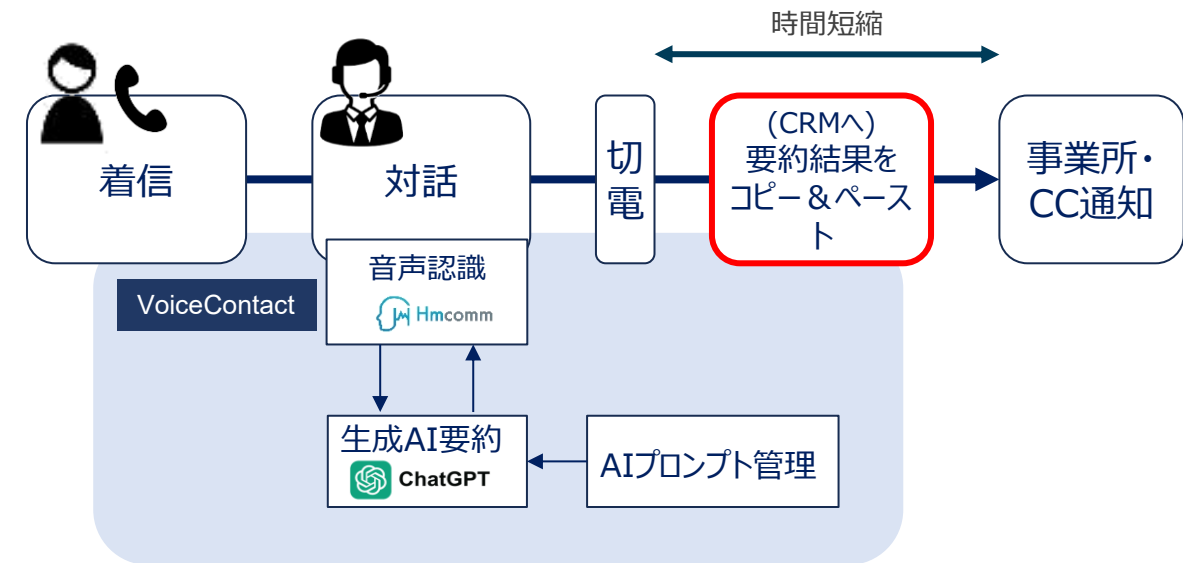 時間短縮
着信
対話
切
電
(CRMへ)
要約結果を
コピー＆ペース
ト
事業所・
CC通知
VoiceContact
音声認識
Hmcomm
生成AI要約
ChatGPT
AIプロンプト管理